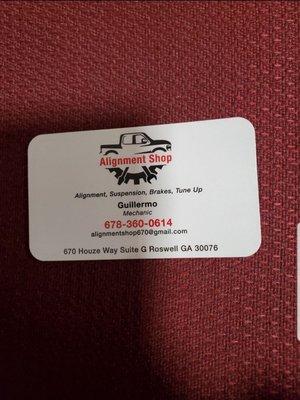 Alignment Shop
Alignment, Suspension, Brakes, Tune Up
Guillermo
Mechanic
678-360-0614
alignmentshop670@gmail.com
670 Houze Way Suite G Roswell GA 30076